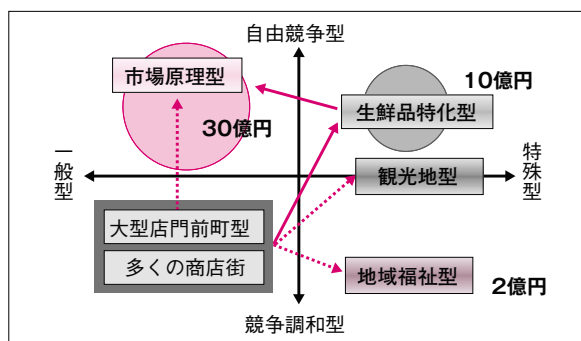 自由競争型
市場原理型
10億円
生鮮品特化型
30億円
一般型
特殊型
観光地型
大型店門前町型
多くの商店街
地域福祉型
2億円
競争調和型